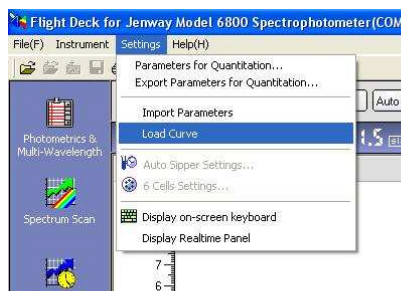 Flight Deck for Jenway Model 6800 Spectrophotometer(COM
File(F) Instrument Settings Help(H)
Parameters for Quantitation...
Export Parameters for Quantitation...
Import Parameters
Load Curve
Auto Sipper Settings...
6 Cells Settings...
Display on-screen keyboard
Display Realtime Panel
Auto
1.5
Photometrics &
Multi-Wavelength
Spectrum Scan
7
6